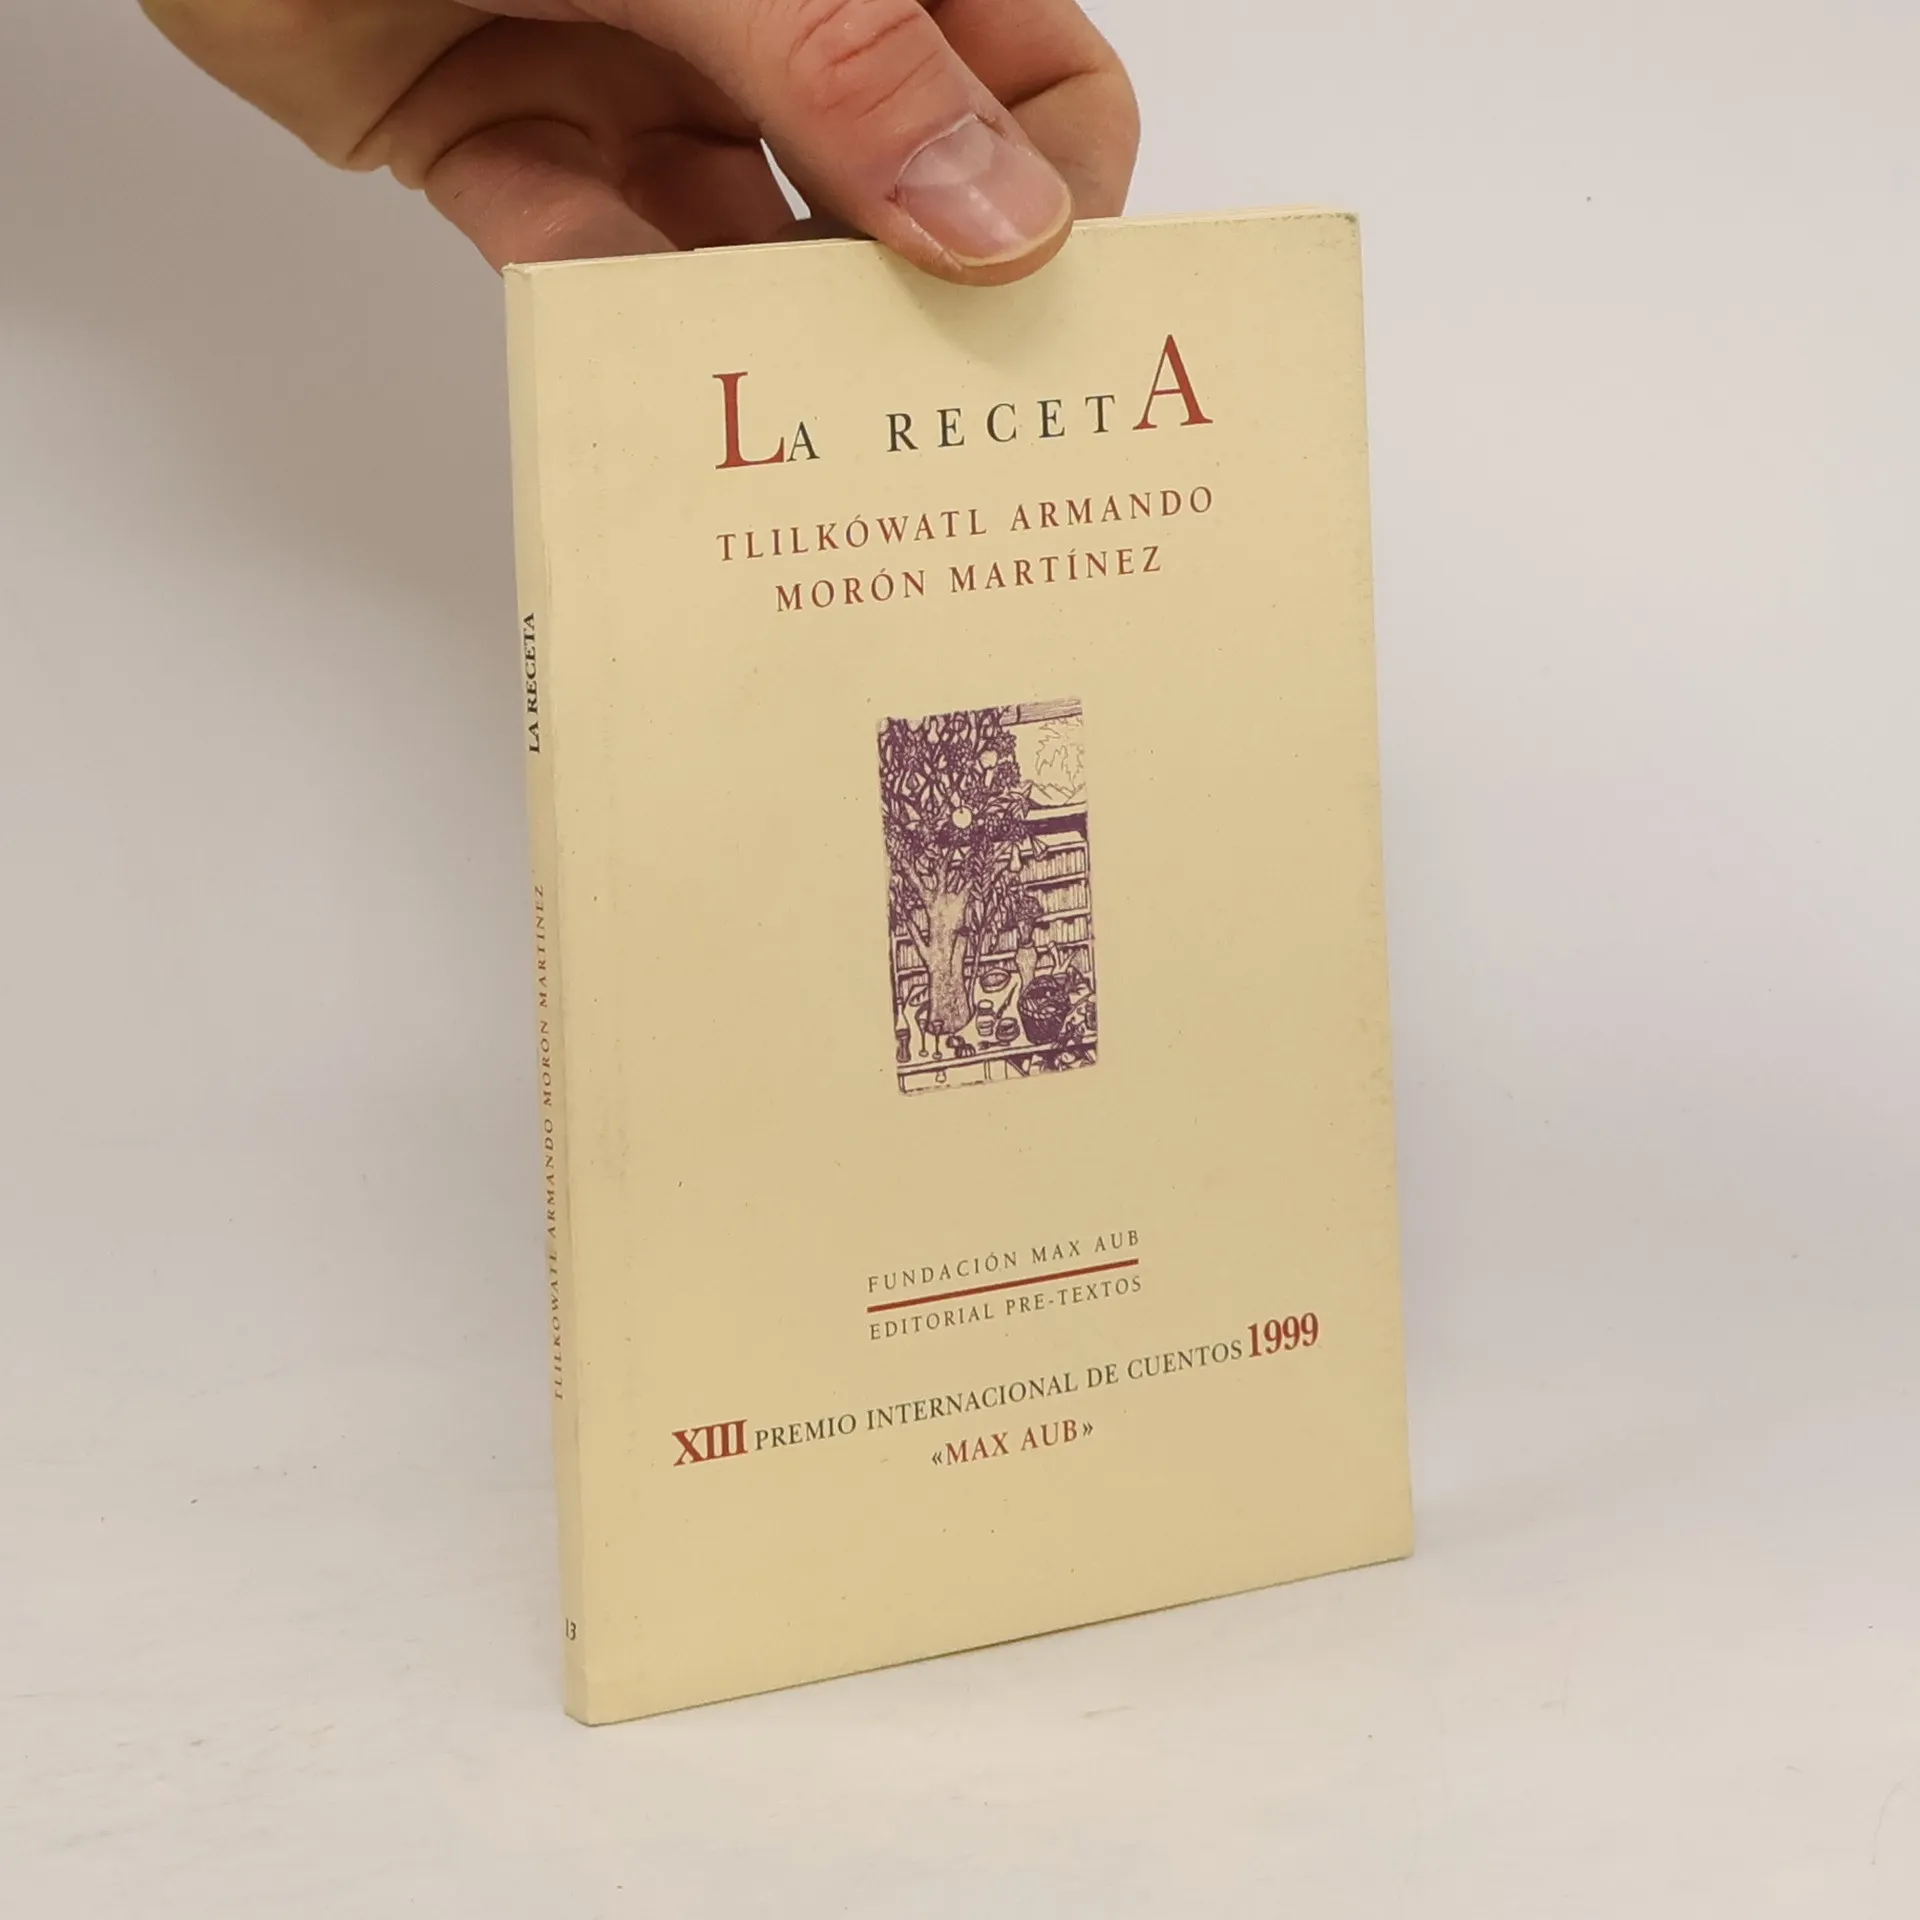 LA RECETA
TLILKÓWATL ARMANDO
MORÓN MARTÍNEZ
FUNDACIÓN MAX AUB
EDITORIAL PRE-TEXTOS
XIII PREMIO INTERNACIONAL DE CUENTOS 1999
«MAX AUB»
LA RECETA
TLILKÓWATL ARMANDO MORÓN MARTÍNEZ
13